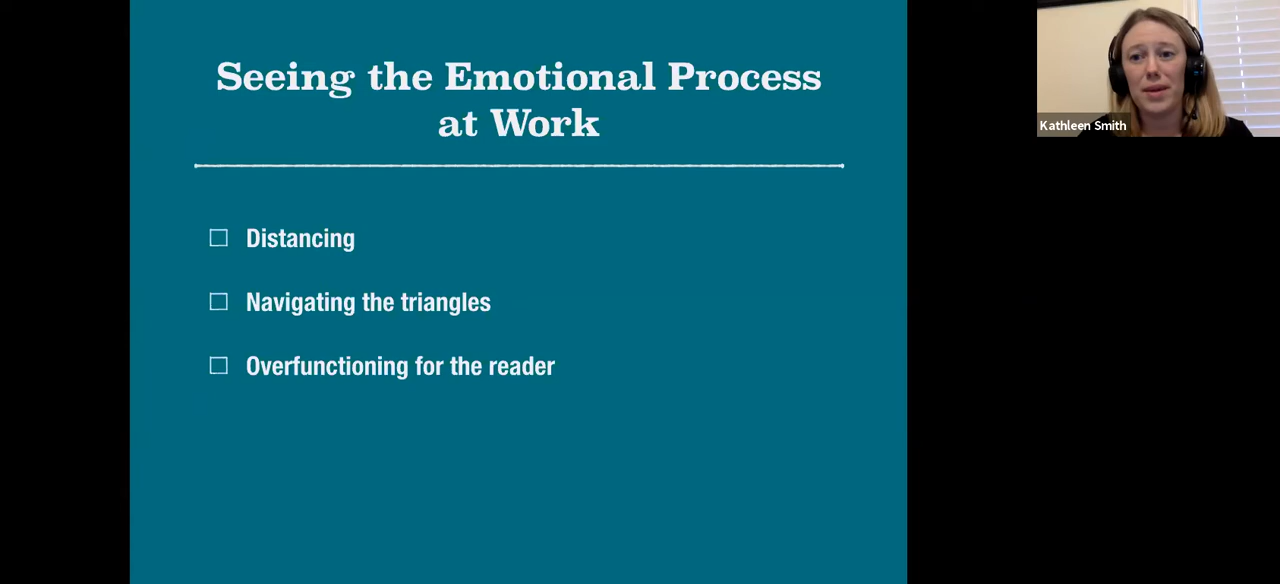 Seeing the Emotional Process
at Work
Distancing
Navigating the triangles
Overfunctioning for the reader
Kathleen Smith